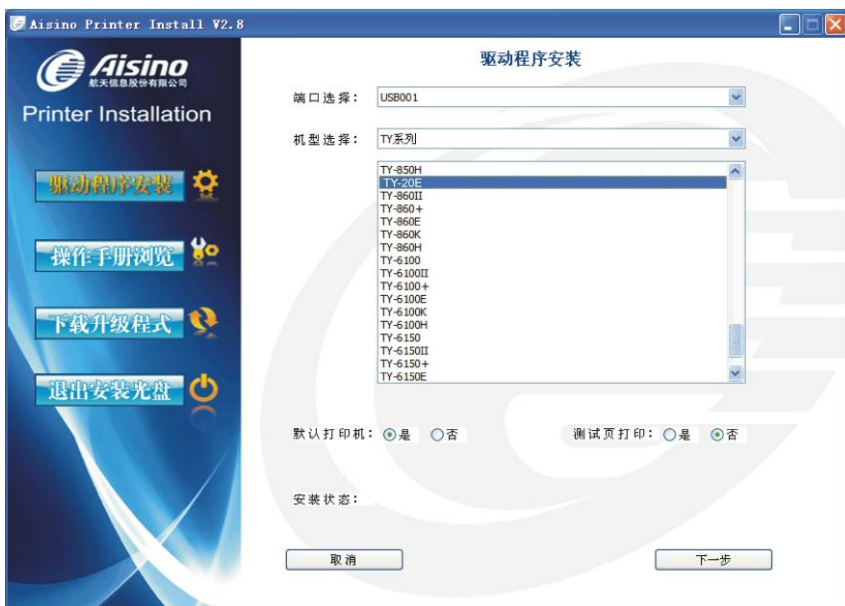 Aisino Printer Install V2.8
Aisino
航天信息股份有限公司
Printer Installation
驱动程序安装
操作手册浏览
下载升级程式
退出安装光盘
驱动程序安装
端口选择： USB001
机型选择： TY系列
TY-850H
TY-20E
TY-860II
TY-860+
TY-860E
TY-860K
TY-860H
TY-6100
TY-6100II
TY-6100+
TY-6100E
TY-6100K
TY-6100H
TY-6150
TY-6150II
TY-6150+
TY-6150E
默认打印机： 是 否 测试页打印： 是 否
安装状态：
取消 下一步